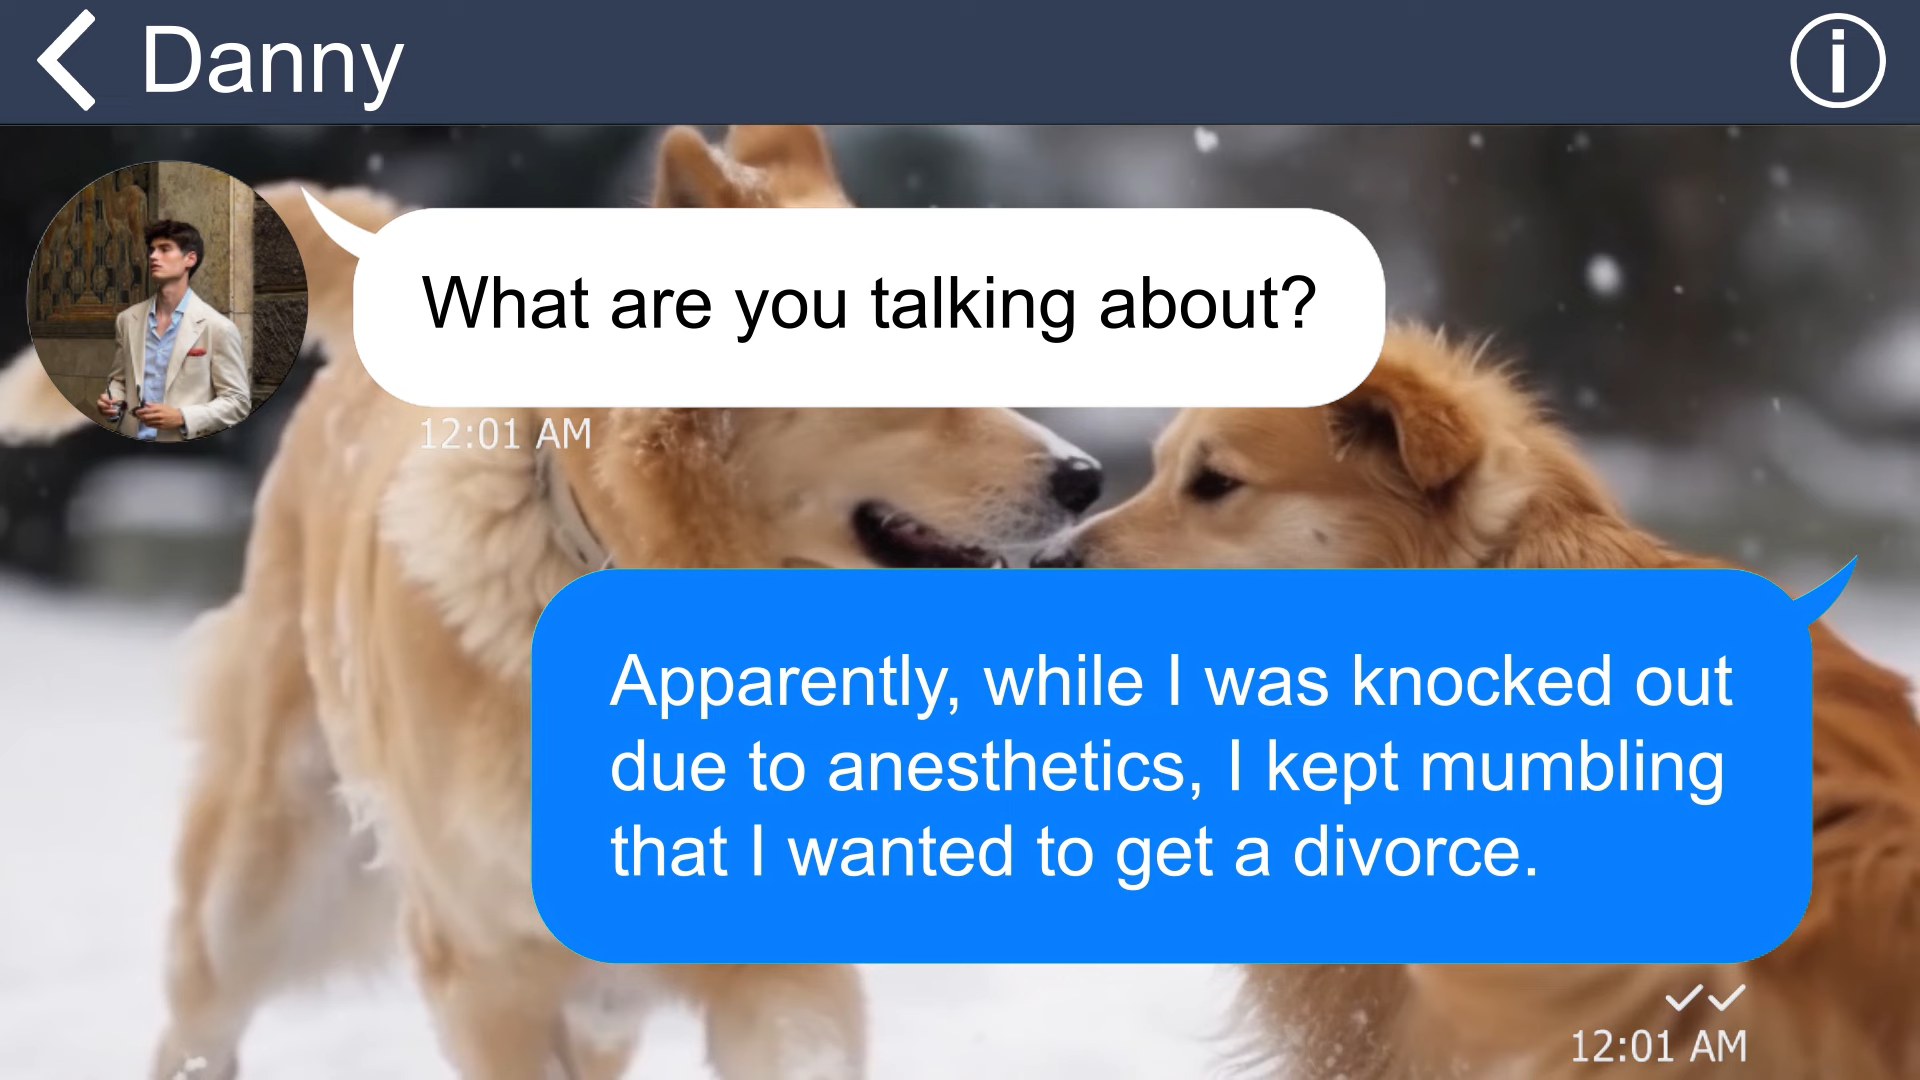 Danny
What are you talking about?
12:01 AM
Apparently, while I was knocked out
due to anesthetics, I kept mumbling
that I wanted to get a divorce.
12:01 AM